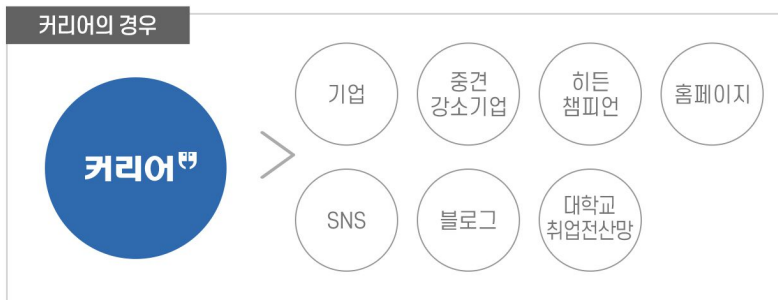 커리어의 경우
커리어
기업
중견
강소기업
히든
챔피언
홈페이지
SNS
블로그
대학교
취업전산망